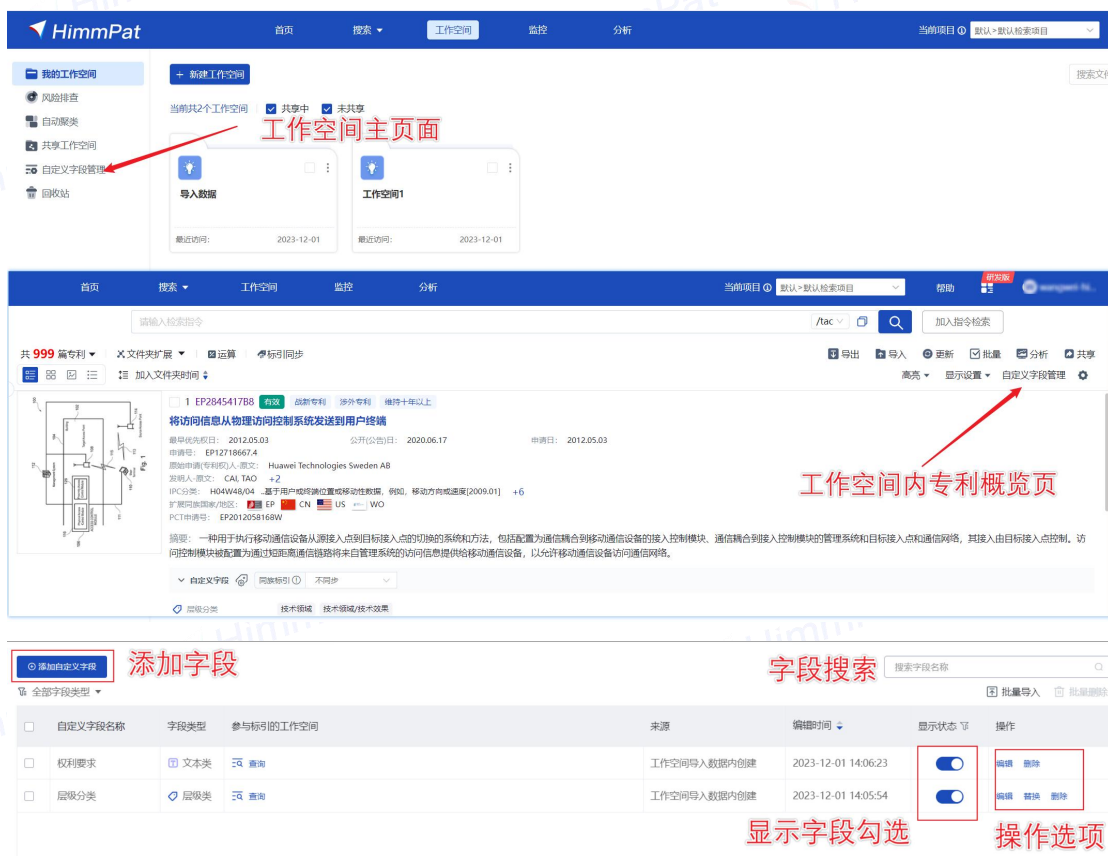 HimmPat 首页 搜索 工作空间 监控 分析 当前项目 默认>默认检索项目
我的工作空间 + 新建工作空间 搜索文件
风险排查
自动聚类 当前共2个工作空间 共享中 未共享
共享工作空间 工作空间主页面
自定义字段管理
回收站 导入数据 工作空间1
最近访问: 2023-12-01 最近访问: 2023-12-01
首页 搜索 工作空间 监控 分析 当前项目 默认>默认检索项目 帮助 研发版
请输入检索指令 /tac 加入指令检索
共 999 篇专利 文件夹扩展 运算 标引同步 导出 导入 更新 批量 分析 共享
加入文件夹时间 高亮 显示设置 自定义字段管理
1 EP2845417B8 有效 战新专利 涉外专利 维持十年以上
将访问信息从物理访问控制系统发送到用户终端
最早优先权日: 2012.05.03 公开(公告)日: 2020.06.17 申请日: 2012.05.03
申请号: EP12718667.4
原始申请(专利权)人-原文: Huawei Technologies Sweden AB
发明人-原文: CAI, TAO +2
IPC分类: H04W48/04 ..基于用户或终端位置或移动性数据，例如，移动方向或速度[2009.01] +6
扩展同族国家/地区: EP CN US WO
PCT申请号: EP2012058168W
工作空间内专利概览页
摘要: 一种用于执行移动通信设备从源接入点到目标接入点的切换的系统和方法，包括配置为通信耦合到移动通信设备的接入控制模块、通信耦合到接入控制模块的管理系统和目标接入点和通信网络，其接入由目标接入点控制。访
问控制模块被配置为通过短距离通信链路将来自管理系统的访问信息提供给移动通信设备，以允许移动通信设备访问通信网络。
自定义字段 同族标引 不同步
层级分类 技术领域 技术领域/技术效果
添加自定义字段 添加字段 字段搜索 搜索字段名称
全部字段类型 批量导入 批量删除
自定义字段名称 字段类型 参与标引的工作空间 来源 编辑时间 显示状态 操作
权利要求 文本类 查询 工作空间导入数据内创建 2023-12-01 14:06:23 编辑 删除
层级分类 层级类 查询 工作空间导入数据内创建 2023-12-01 14:05:54 编辑 替换 删除
显示字段勾选 操作选项